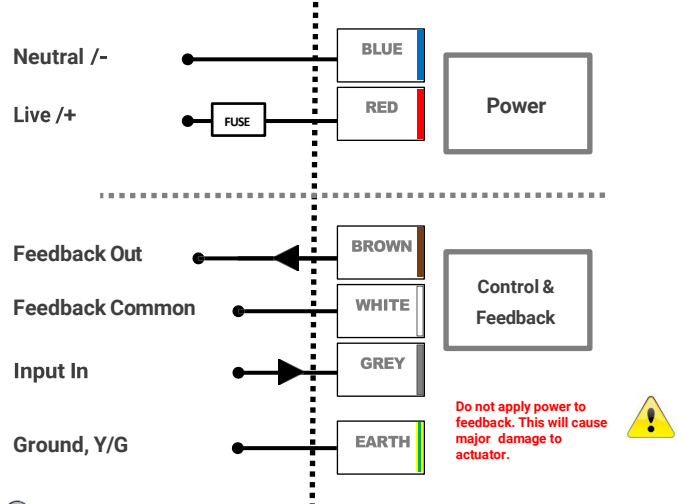 Neutral /-
BLUE
Live /+
FUSE
RED
Power
Feedback Out
BROWN
Feedback Common
WHITE
Control &
Feedback
Input In
GREY
Ground, Y/G
EARTH
Do not apply power to
feedback. This will cause
major damage to
actuator.